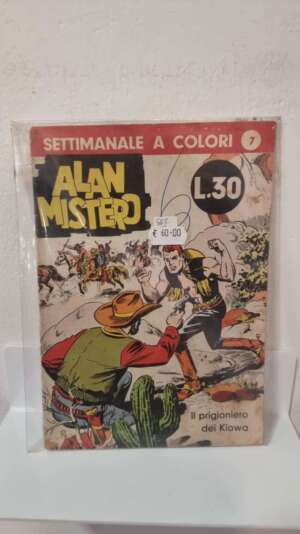 SETTIMANALE A COLORI 7
ALAN
MISTERO
L.30
€ 60.00
Il prigioniero
dei Kiowa